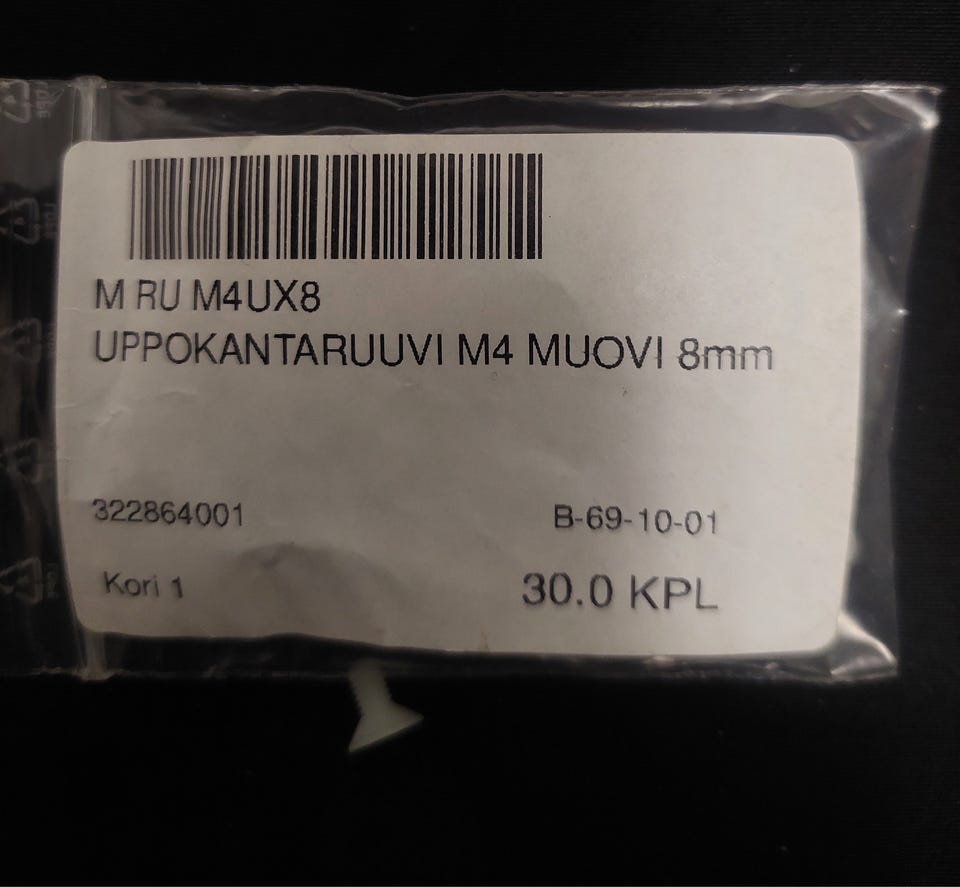 M RU M4UX8
UPPOKANTARUUVI M4 MUOVI 8mm
322864001
B-69-10-01
Kori 1
30.0 KPL